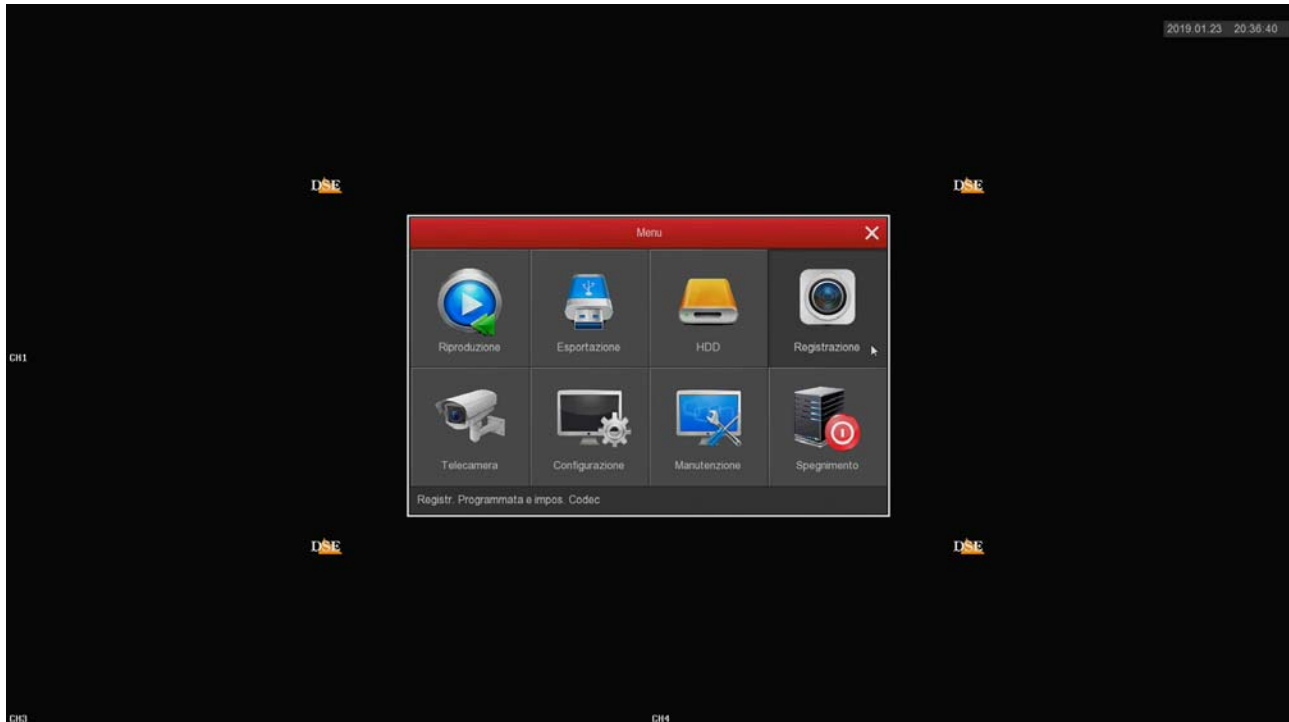 2019.01.23 20:36:40
DSE DSE
Menu
Riproduzione Esportazione HDD Registrazione
CH1
Telecamera Configurazione Manutenzione Spegnimento
Registr. Programmata e impos. Codec
DSE DSE
CH3 CH4